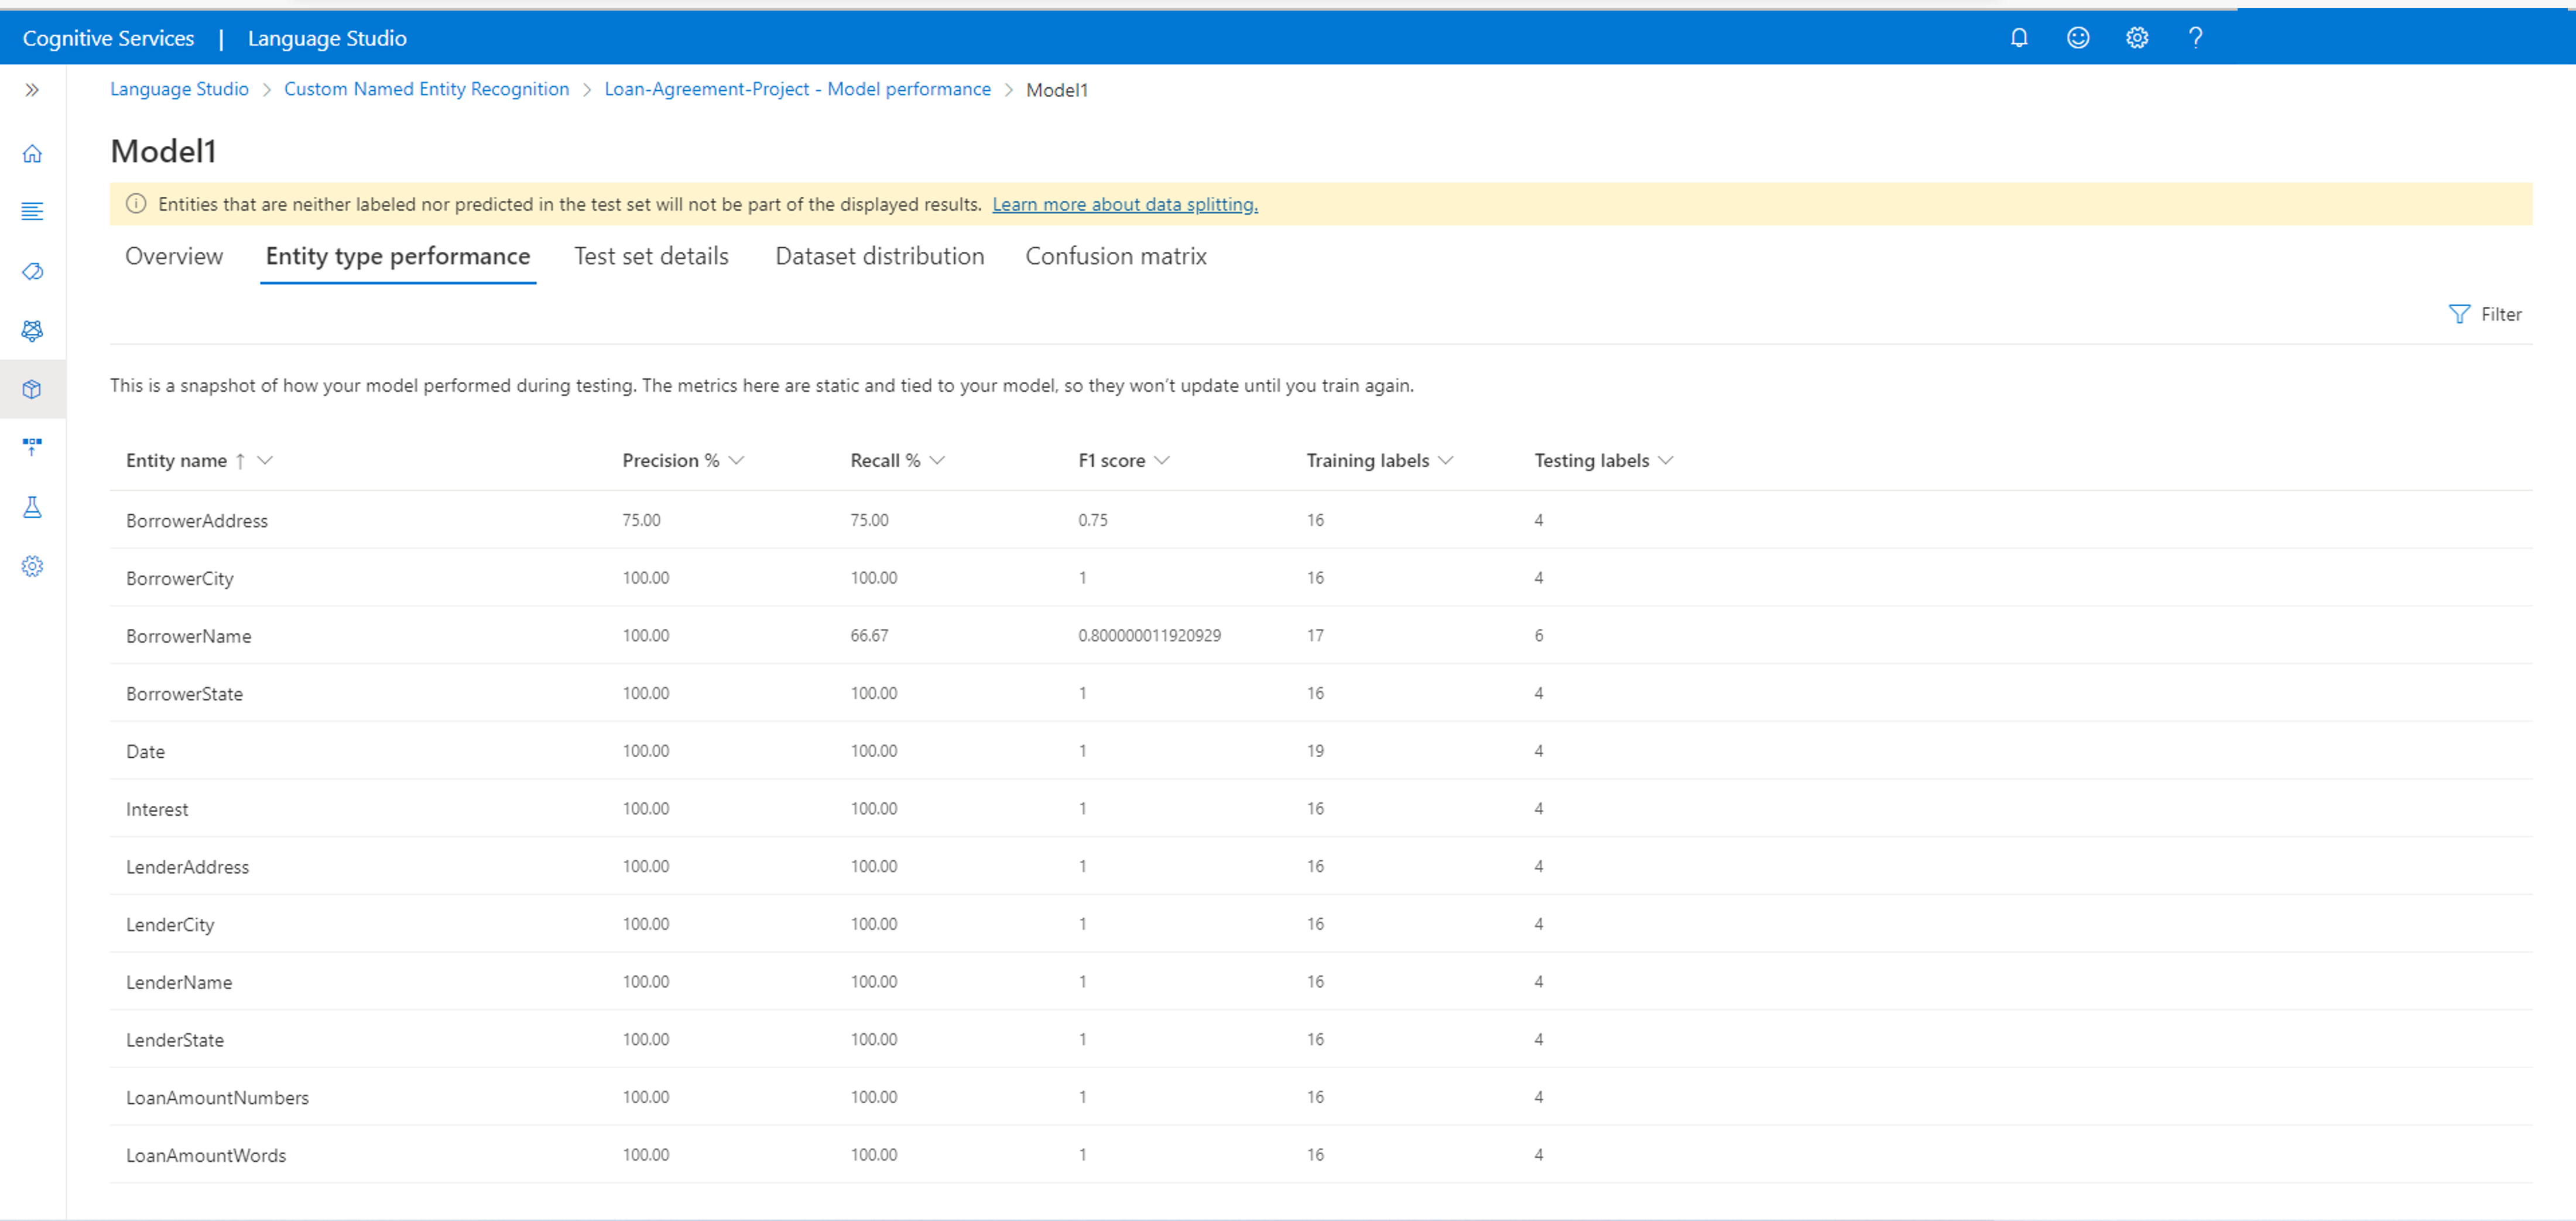 Cognitive Services | Language Studio
Language Studio > Custom Named Entity Recognition > Loan-Agreement-Project - Model performance > Model1
Model1
Entities that are neither labeled nor predicted in the test set will not be part of the displayed results. Learn more about data splitting.
Overview Entity type performance Test set details Dataset distribution Confusion matrix
Filter
This is a snapshot of how your model performed during testing. The metrics here are static and tied to your model, so they won’t update until you train again.
Entity name ↑ Precision % Recall % F1 score Training labels Testing labels
BorrowerAddress 75.00 75.00 0.75 16 4
BorrowerCity 100.00 100.00 1 16 4
BorrowerName 100.00 66.67 0.800000011920929 17 6
BorrowerState 100.00 100.00 1 16 4
Date 100.00 100.00 1 19 4
Interest 100.00 100.00 1 16 4
LenderAddress 100.00 100.00 1 16 4
LenderCity 100.00 100.00 1 16 4
LenderName 100.00 100.00 1 16 4
LenderState 100.00 100.00 1 16 4
LoanAmountNumbers 100.00 100.00 1 16 4
LoanAmountWords 100.00 100.00 1 16 4